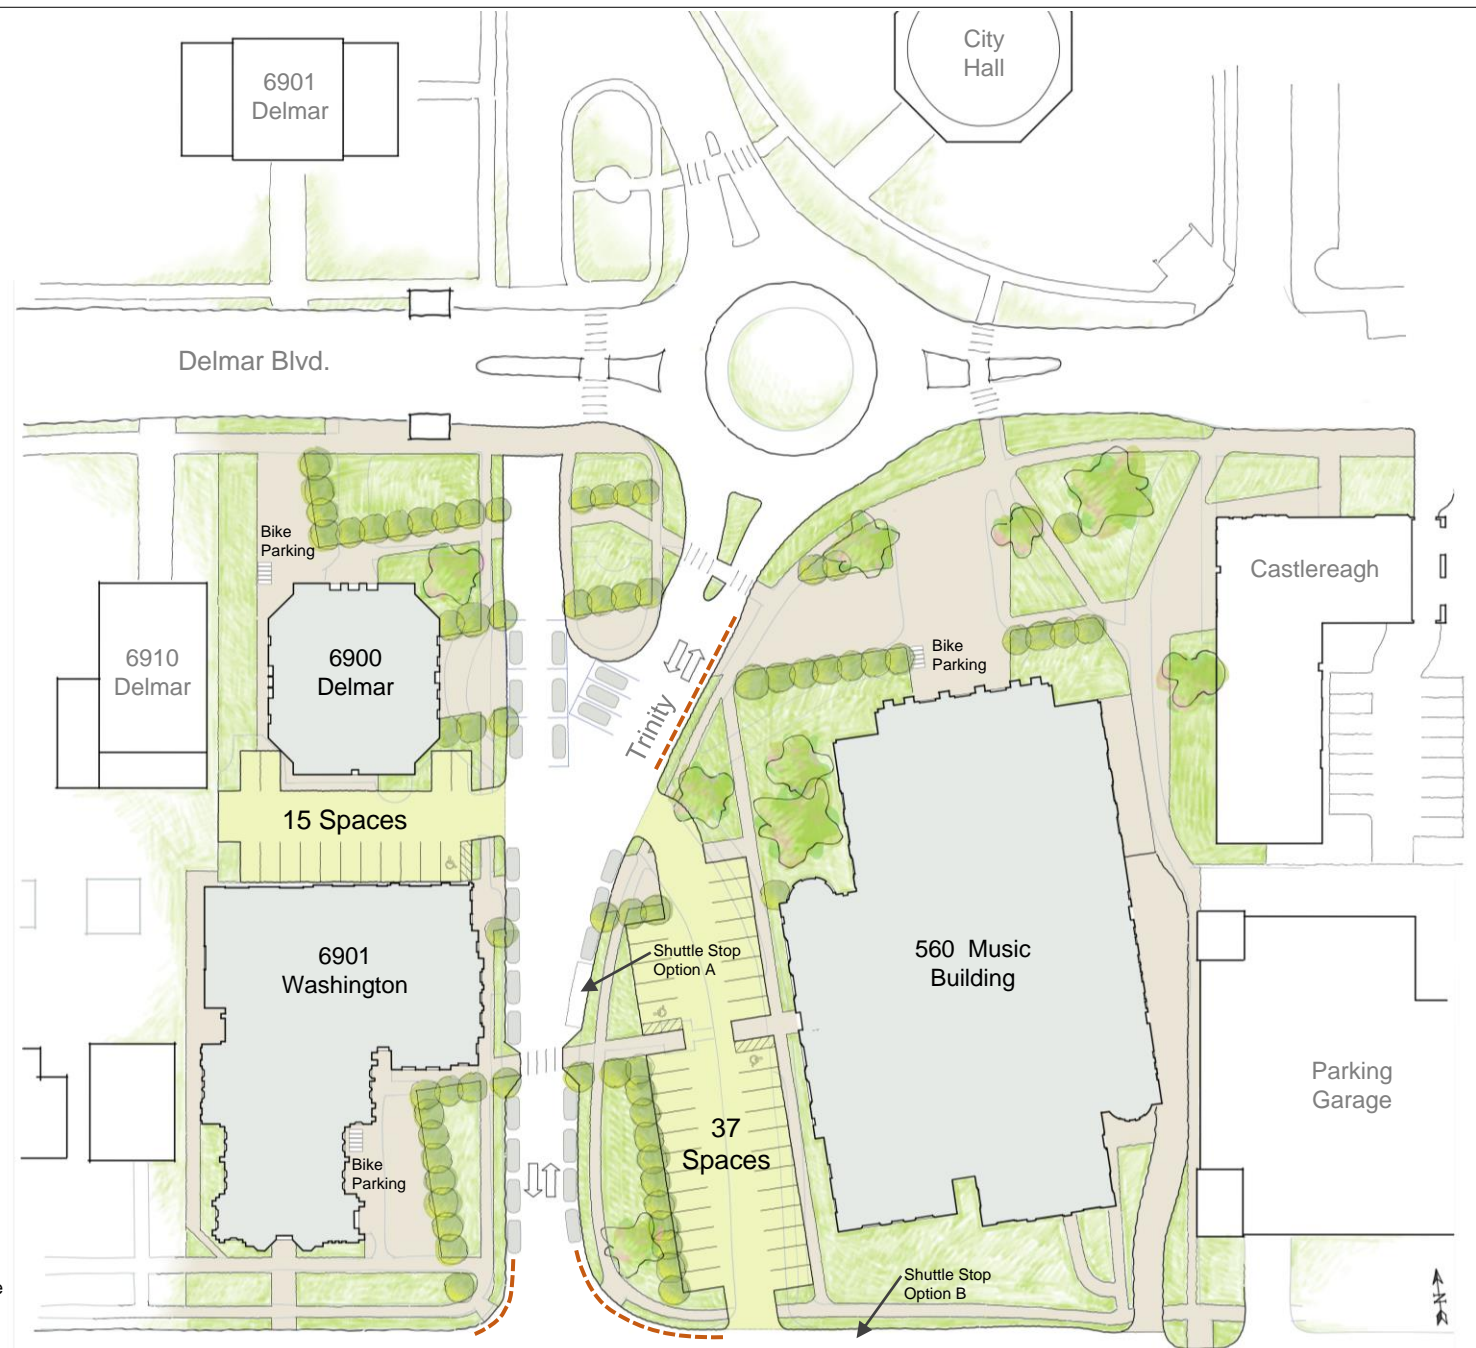 City
Hall
6901
Delmar
Delmar Blvd.
Bike
Parking
Castlereagh
6910
Delmar
6900
Delmar
Bike
Parking
Trinity
15 Spaces
6901
Washington
Shuttle Stop
Option A
560 Music
Building
Parking
Garage
37
Spaces
Bike
Parking
Shuttle Stop
Option B
e
N